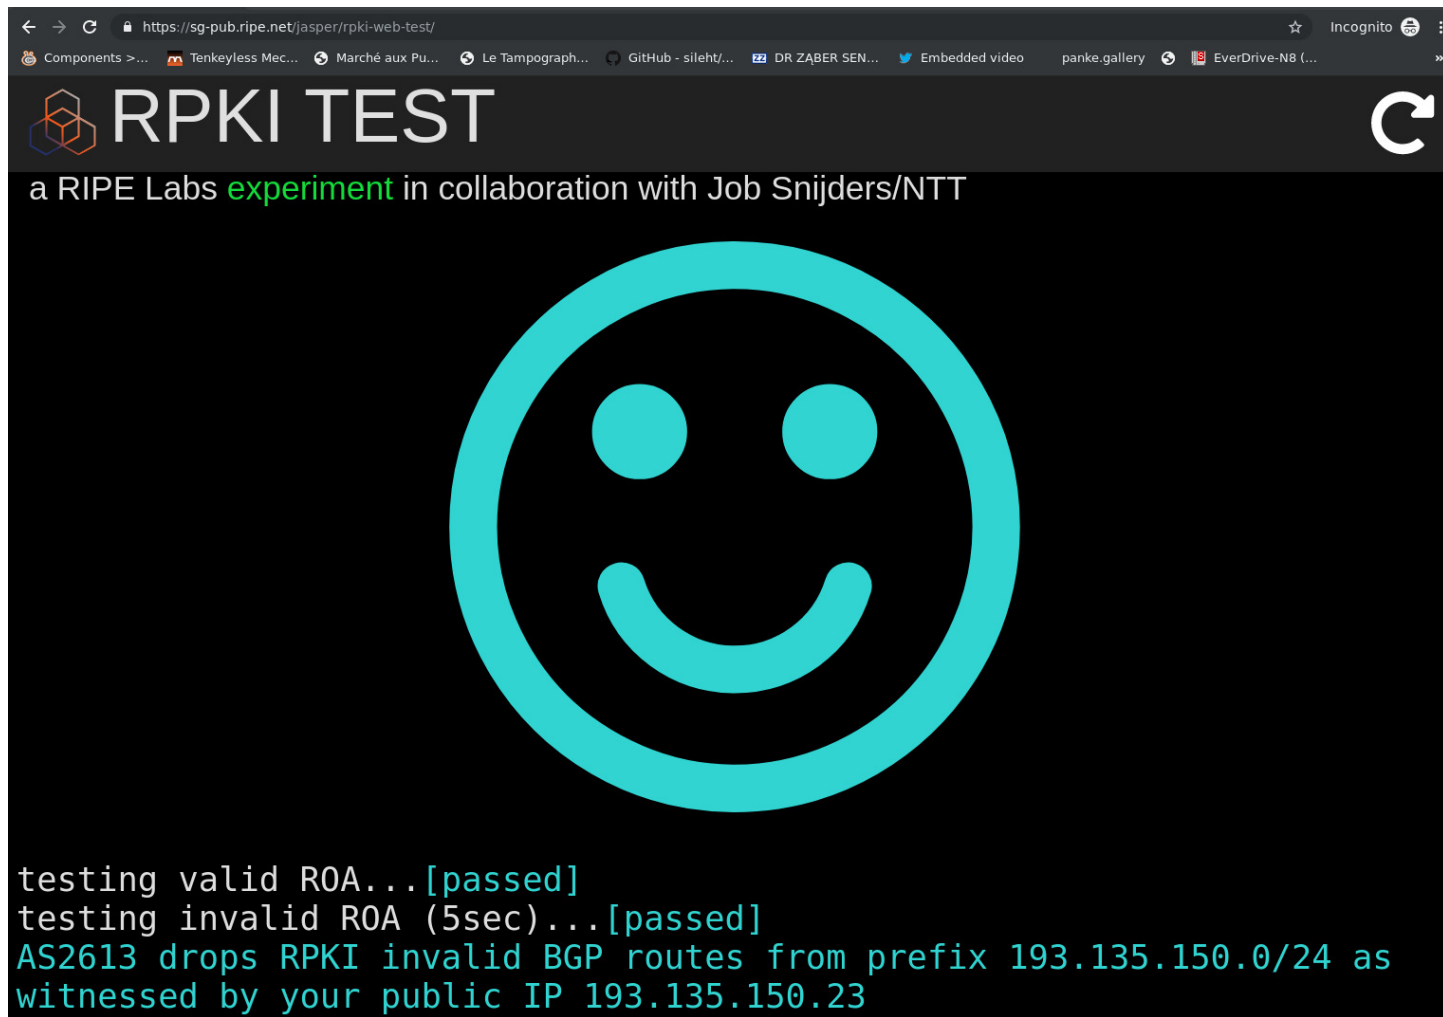 https://sg-pub.ripe.net/jasper/rpki-web-test/ Incognito
Components >... Tenkeyless Mec... Marché aux Pu... Le Tampograph... GitHub - sileht/... ZZ DR ZĄBER SEN... Embedded video panke.gallery EverDrive-N8 (... »
RPKI TEST
a RIPE Labs experiment in collaboration with Job Snijders/NTT
testing valid ROA...[passed]
testing invalid ROA (5sec)...[passed]
AS2613 drops RPKI invalid BGP routes from prefix 193.135.150.0/24 as
witnessed by your public IP 193.135.150.23